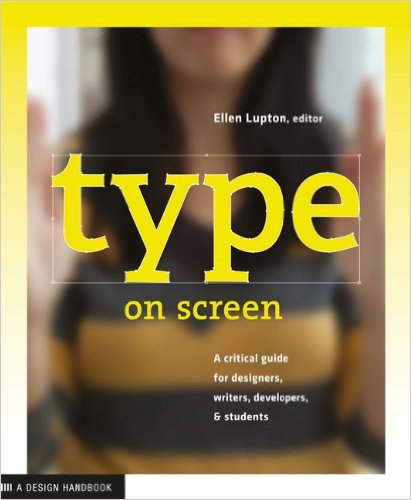 Ellen Lupton, editor
type
on screen
A critical guide
for designers,
writers, developers,
& students
A DESIGN HANDBOOK